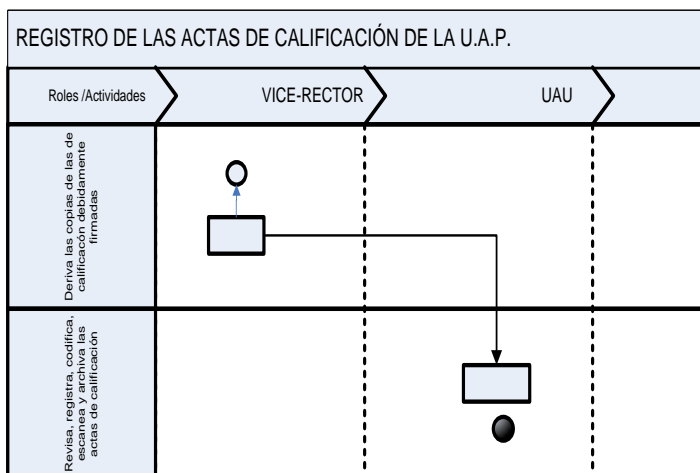 REGISTRO DE LAS ACTAS DE CALIFICACIÓN DE LA U.A.P.
Roles /Actividades
VICE-RECTOR
UAU
Deriva las copias de las de
calificacón debidamente
firmadas
Revisa, registra, codifica,
escanea y archiva las
actas de calificación